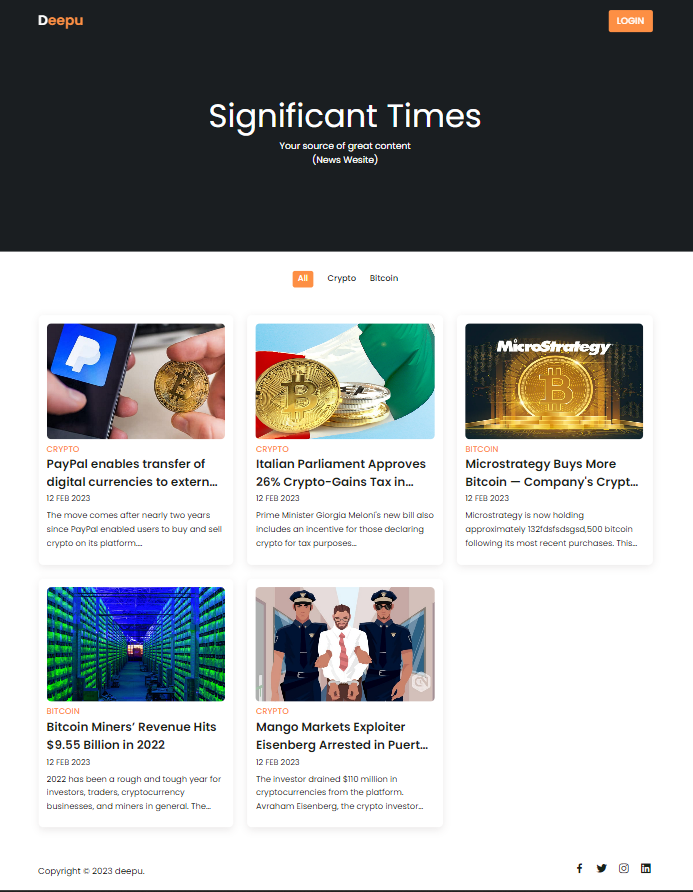 Deepu
LOGIN
Significant Times
Your source of great content
(News Wesite)
All
Crypto
Bitcoin
CRYPTO
PayPal enables transfer of
digital currencies to extern...
12 FEB 2023
The move comes after nearly two years
since PayPal enabled users to buy and sell
crypto on its platform....
CRYPTO
Italian Parliament Approves
26% Crypto-Gains Tax in...
12 FEB 2023
Prime Minister Giorgia Meloni's new bill also
includes an incentive for those declaring
crypto for tax purposes...
MicroStrategy
BITCOIN
Microstrategy Buys More
Bitcoin — Company's Crypt...
12 FEB 2023
Microstrategy is now holding
approximately 132fdsfsdsgsd,500 bitcoin
following its most recent purchases. This...
BITCOIN
Bitcoin Miners’ Revenue Hits
$9.55 Billion in 2022
12 FEB 2023
2022 has been a rough and tough year for
investors, traders, cryptocurrency
businesses, and miners in general. The...
CRYPTO
Mango Markets Exploiter
Eisenberg Arrested in Puert...
12 FEB 2023
The investor drained $110 million in
cryptocurrencies from the platform.
Avraham Eisenberg, the crypto investor...
Copyright © 2023 deepu.